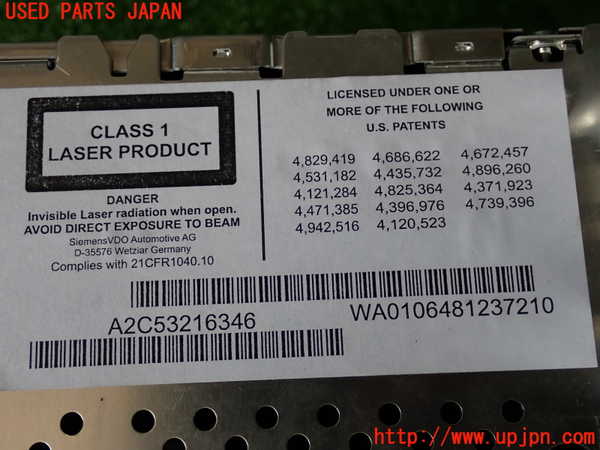 USED PARTS JAPAN
CLASS 1
LASER PRODUCT
DANGER
Invisible Laser radiation when open.
AVOID DIRECT EXPOSURE TO BEAM
SiemensVDO Automotive AG
D-35576 Wetzlar Germany
Complies with 21CFR1040.10
LICENSED UNDER ONE OR
MORE OF THE FOLLOWING
U.S. PATENTS
4,829,419 4,686,622 4,672,457
4,531,182 4,435,732 4,896,260
4,121,284 4,825,364 4,371,923
4,471,385 4,396,976 4,739,396
4,942,516 4,120,523
A2C53216346 WA0106481237210
http://www.upjpn.com/